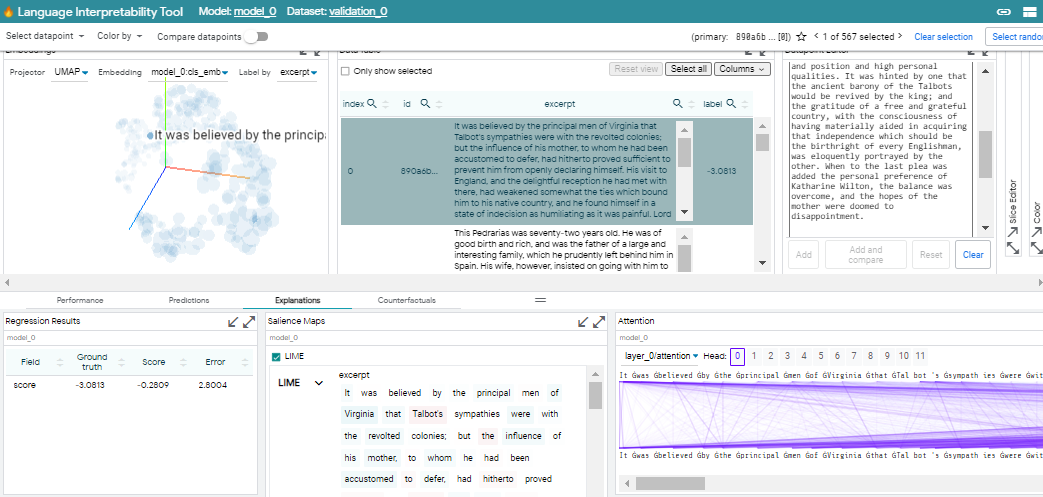 Language Interpretability Tool Model: model_0 Dataset: validation_0
Select datapoint Color by Compare datapoints (primary: 890a6b ... [0]) < 1 of 567 selected > Clear selection Select rando
Embeddings
Projector UMAP Embedding model_0:cls_emb Label by excerpt
It was believed by the princip
Data Table
Only show selected Reset view Select all Columns
index id excerpt label
It was believed by the principal men of Virginia that
Talbot's sympathies were with the revolted colonies;
but the influence of his mother, to whom he had been
accustomed to defer, had hitherto proved sufficient to
prevent him from openly declaring himself. His visit to
England, and the delightful reception he had met with
there, had weakened somewhat the ties which bound
him to his native country, and he found himself in a
state of indecision as humiliating as it was painful. Lord
0 890a6b... -3.0813
This Pedrarias was seventy-two years old. He was of
good birth and rich, and was the father of a large and
interesting family, which he prudently left behind him in
Spain. His wife, however, insisted on going with him to
Datapoint Editor
and position and high personal
qualities. It was hinted by one that
the ancient barony of the Talbots
would be revived by the king; and
the gratitude of a free and grateful
country, with the consciousness of
having materially aided in acquiring
that independence which should be
the birthright of every Englishman,
was eloquently portrayed by the
other. When to the last plea was
added the personal preference of
Katharine Wilton, the balance was
overcome, and the hopes of the
mother were doomed to
disappointment.
Add Add and compare Reset Clear
Slice Editor
Color
Performance Predictions Explanations Counterfactuals
Regression Results
model_0
Field Ground truth Score Error
score -3.0813 -0.2809 2.8004
Salience Maps
model_0
LIME
LIME
excerpt
It was believed by the principal men of
Virginia that Talbot's sympathies were with
the revolted colonies; but the influence of
his mother, to whom he had been
accustomed to defer, had hitherto proved
Attention
model_0
layer_0/attention Head: 0 1 2 3 4 5 6 7 8 9 10 11
It Gwas Gbelieved Gby Gthe Gprincipal Gmen Gof GVirginia Gthat GTal bot 's Gsympath ies Gwere Gwit
It Gwas Gbelieved Gby Gthe Gprincipal Gmen Gof GVirginia Gthat GTal bot 's Gsympath ies Gwere Gwit